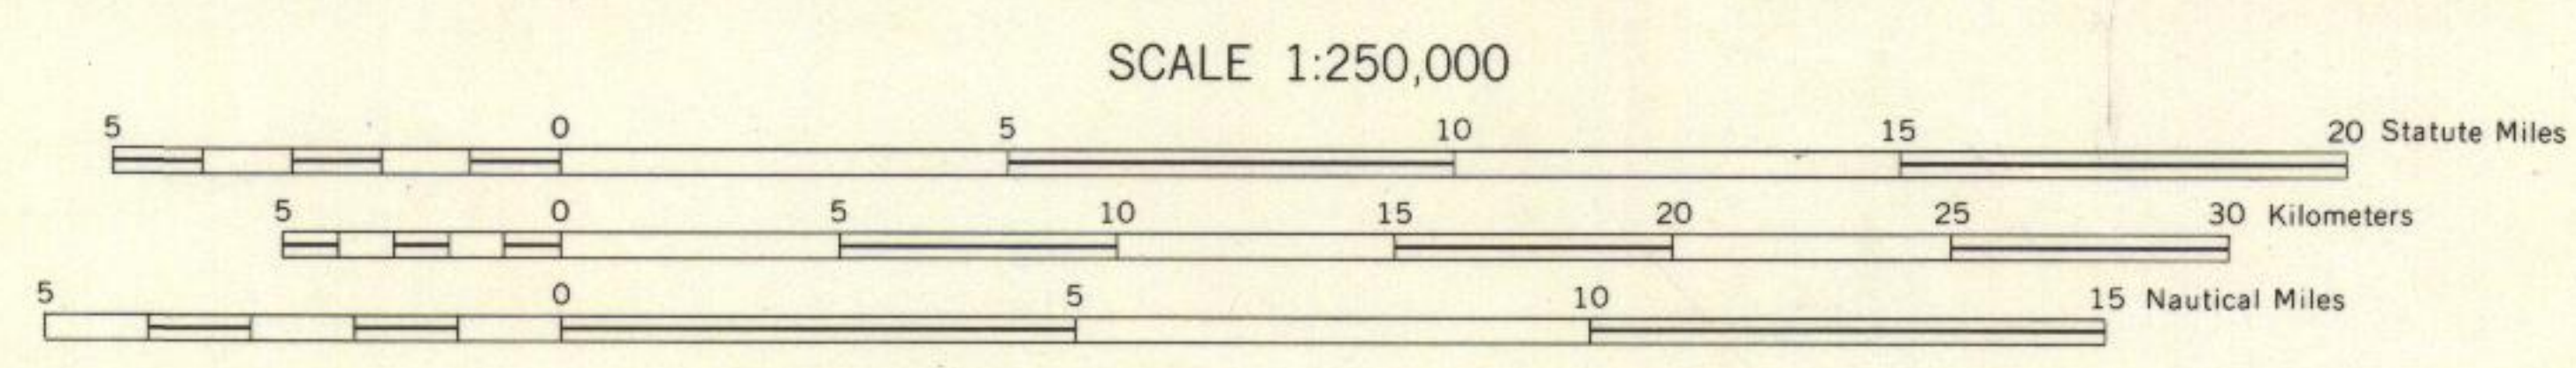 SCALE 1:250,000
5 0 5 10 15 20 Statute Miles
5 0 5 10 15 20 25 30 Kilometers
5 0 5 10 15 Nautical Miles